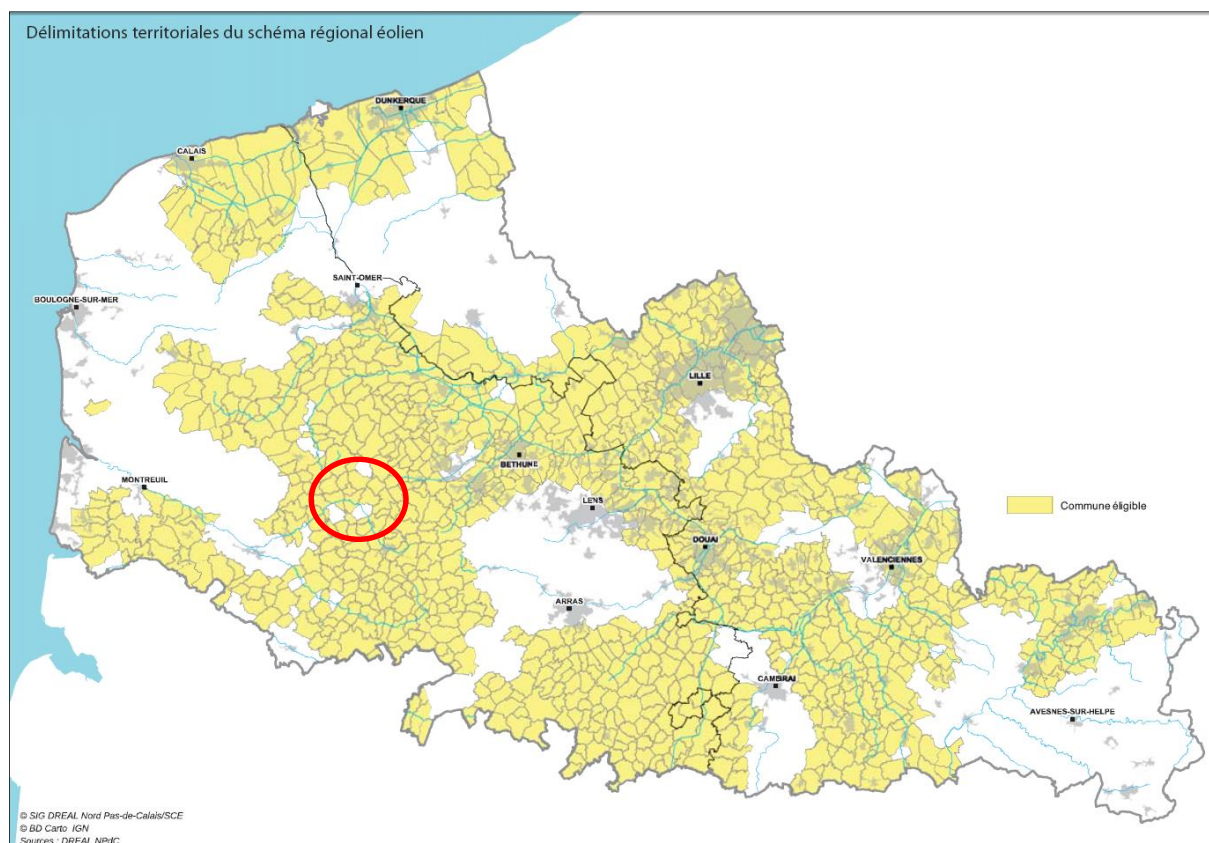 Délimitations territoriales du schéma régional éolien
DUNKERQUE
CALAIS
SAINT-OMER
BOULOGNE-SUR-MER
LILLE
BETHUNE
MONTREUIL
LENS
Commune éligible
DOUAI
VALENCIENNES
ARRAS
CAMBRAI
AVESNES-SUR-HELPE
© SIG DREAL Nord Pas-de-Calais/SCE
© BD Carto IGN
Sources : DREAL NPdC